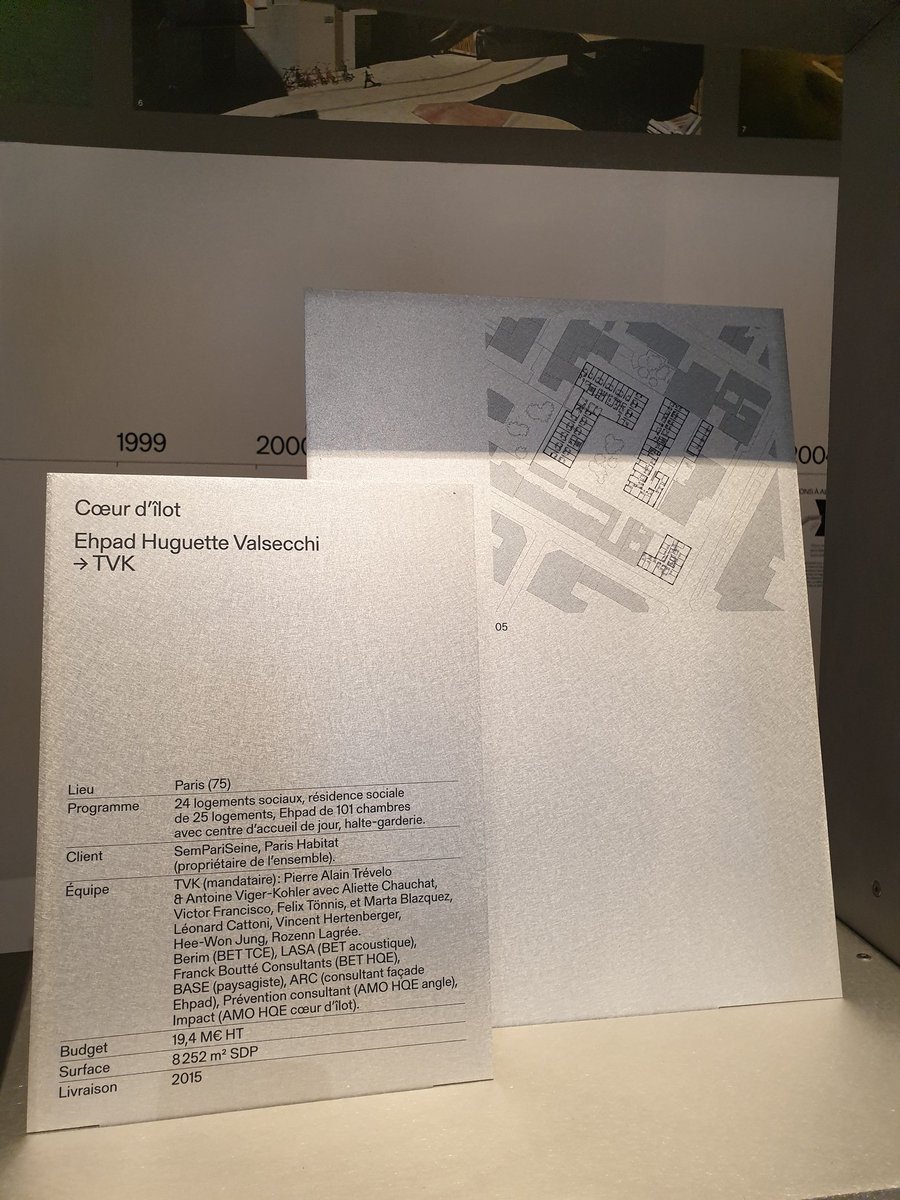 6
7
1999
2000
Cœur d'îlot
Ehpad Huguette Valsecchi
→ TVK
05
Lieu Paris (75)
Programme 24 logements sociaux, résidence sociale
de 25 logements, Ehpad de 101 chambres
avec centre d'accueil de jour, halte-garderie.
Client SemPariSeine, Paris Habitat
(propriétaire de l'ensemble).
Équipe TVK (mandataire) : Pierre Alain Trévelo
& Antoine Viger-Kohler avec Aliette Chauchat,
Victor Francisco, Felix Tönnis, et Marta Blazquez,
Léonard Cattoni, Vincent Hertenberger,
Hee-Won Jung, Rozenn Lagrée.
Berim (BET TCE), LASA (BET acoustique),
Franck Boutté Consultants (BET HQE),
BASE (paysagiste), ARC (consultant façade
Ehpad), Prévention consultant (AMO HQE angle),
Impact (AMO HQE cœur d'îlot).
Budget 19,4 M€ HT
Surface 8 252 m² SDP
Livraison 2015